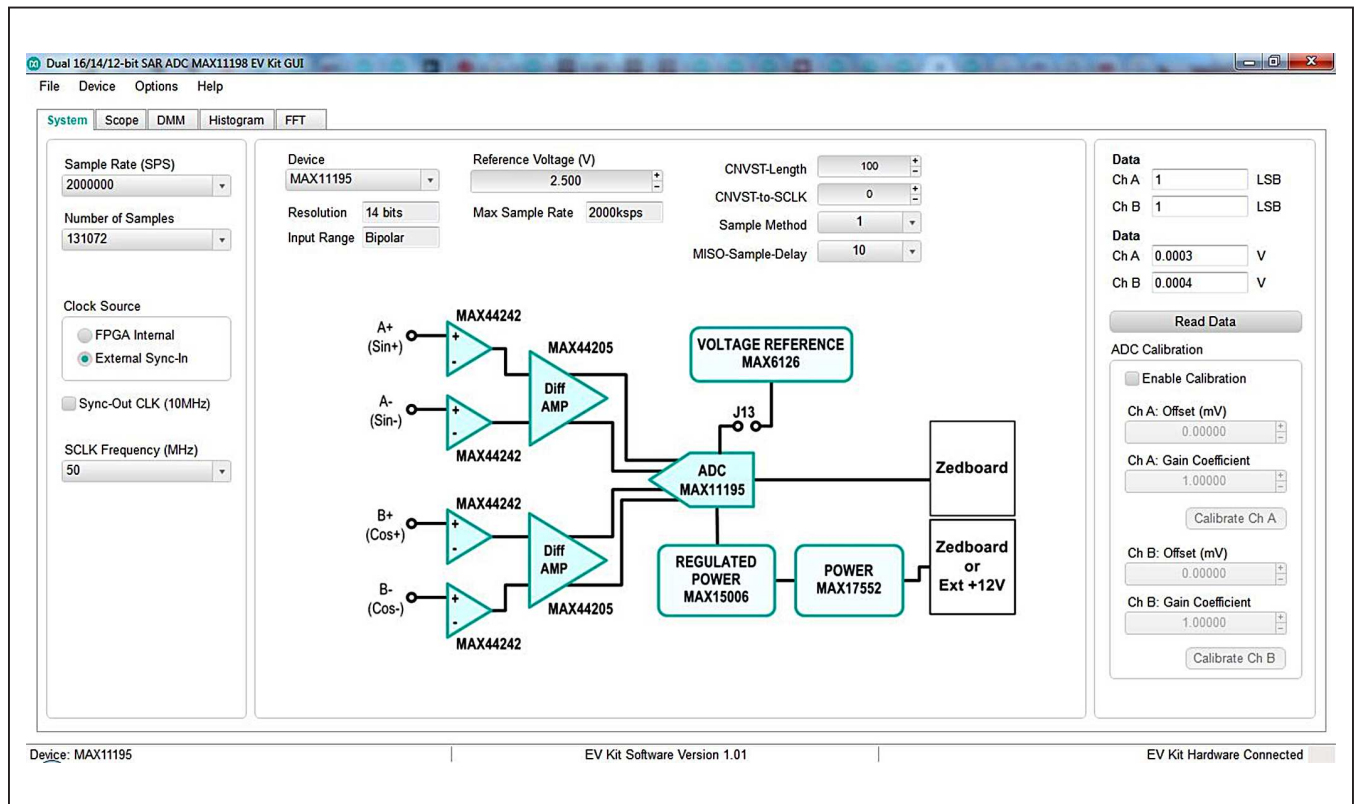 Dual 16/14/12-bit SAR ADC MAX11198 EV Kit GUI
File Device Options Help
System Scope DMM Histogram FFT
Sample Rate (SPS)
2000000
Number of Samples
131072
Clock Source
FPGA Internal
External Sync-In
Sync-Out CLK (10MHz)
SCLK Frequency (MHz)
50
Device
MAX11195
Resolution 14 bits
Input Range Bipolar
Reference Voltage (V)
2.500
Max Sample Rate 2000ksps
CNVST-Length 100
CNVST-to-SCLK 0
Sample Method 1
MISO-Sample-Delay 10
A+
(Sin+)
+
-
MAX44242
A-
(Sin-)
+
-
MAX44242
MAX44205
Diff
AMP
B+
(Cos+)
MAX44242
+
-
B-
(Cos-)
+
-
MAX44242
Diff
AMP
MAX44205
VOLTAGE REFERENCE
MAX6126
J13
ADC
MAX11195
REGULATED
POWER
MAX15006
POWER
MAX17552
Zedboard
Zedboard
or
Ext +12V
Data
Ch A 1 LSB
Ch B 1 LSB
Data
Ch A 0.0003 V
Ch B 0.0004 V
Read Data
ADC Calibration
Enable Calibration
Ch A: Offset (mV)
0.00000
Ch A: Gain Coefficient
1.00000
Calibrate Ch A
Ch B: Offset (mV)
0.00000
Ch B: Gain Coefficient
1.00000
Calibrate Ch B
Device: MAX11195
EV Kit Software Version 1.01
EV Kit Hardware Connected